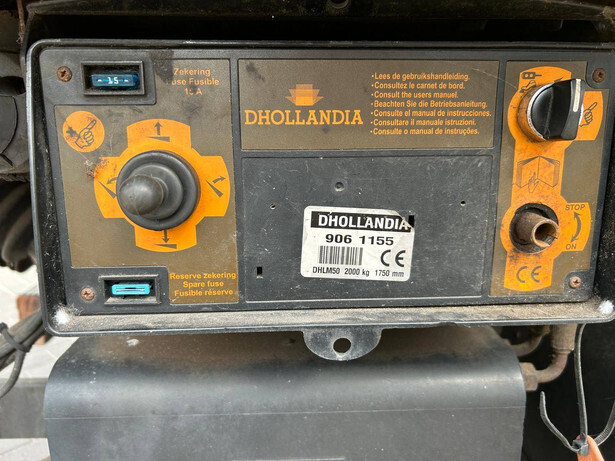 15
Zekering
Fuse Fusible
15 A
DHOLLANDIA
•Lees de gebruikshandleiding.
•Consultez le carnet de bord.
•Consult the users manuel.
•Beachten Sie die Betriebsanleitung.
•Consulte el manual de instrucciones.
•Consultare il manuale istruzioni.
•Consulte o manual de instruções.
DHOLLANDIA
906 1155
DHLM50 2000 kg 1750 mm
CE
STOP
ON
CE
Reserve zekering
Spare fuse
Fusible réserve